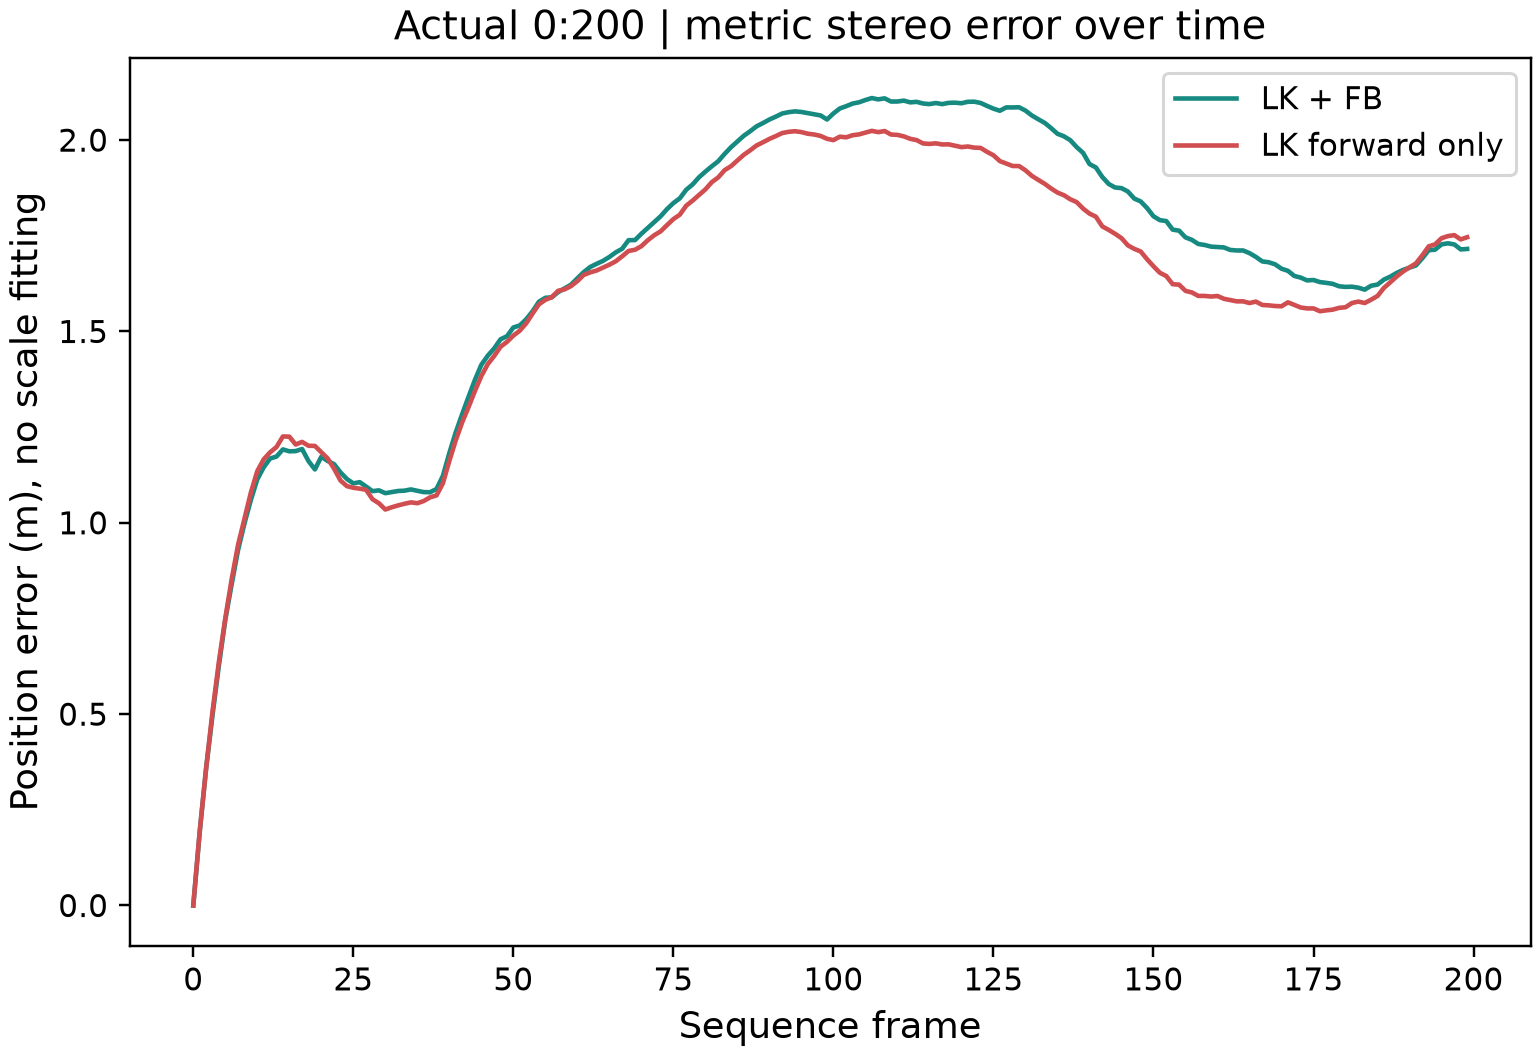 Actual 0:200 | metric stereo error over time
LK + FB
LK forward only
Position error (m), no scale fitting
2.0
1.5
1.0
0.5
0.0
0 25 50 75 100 125 150 175 200
Sequence frame